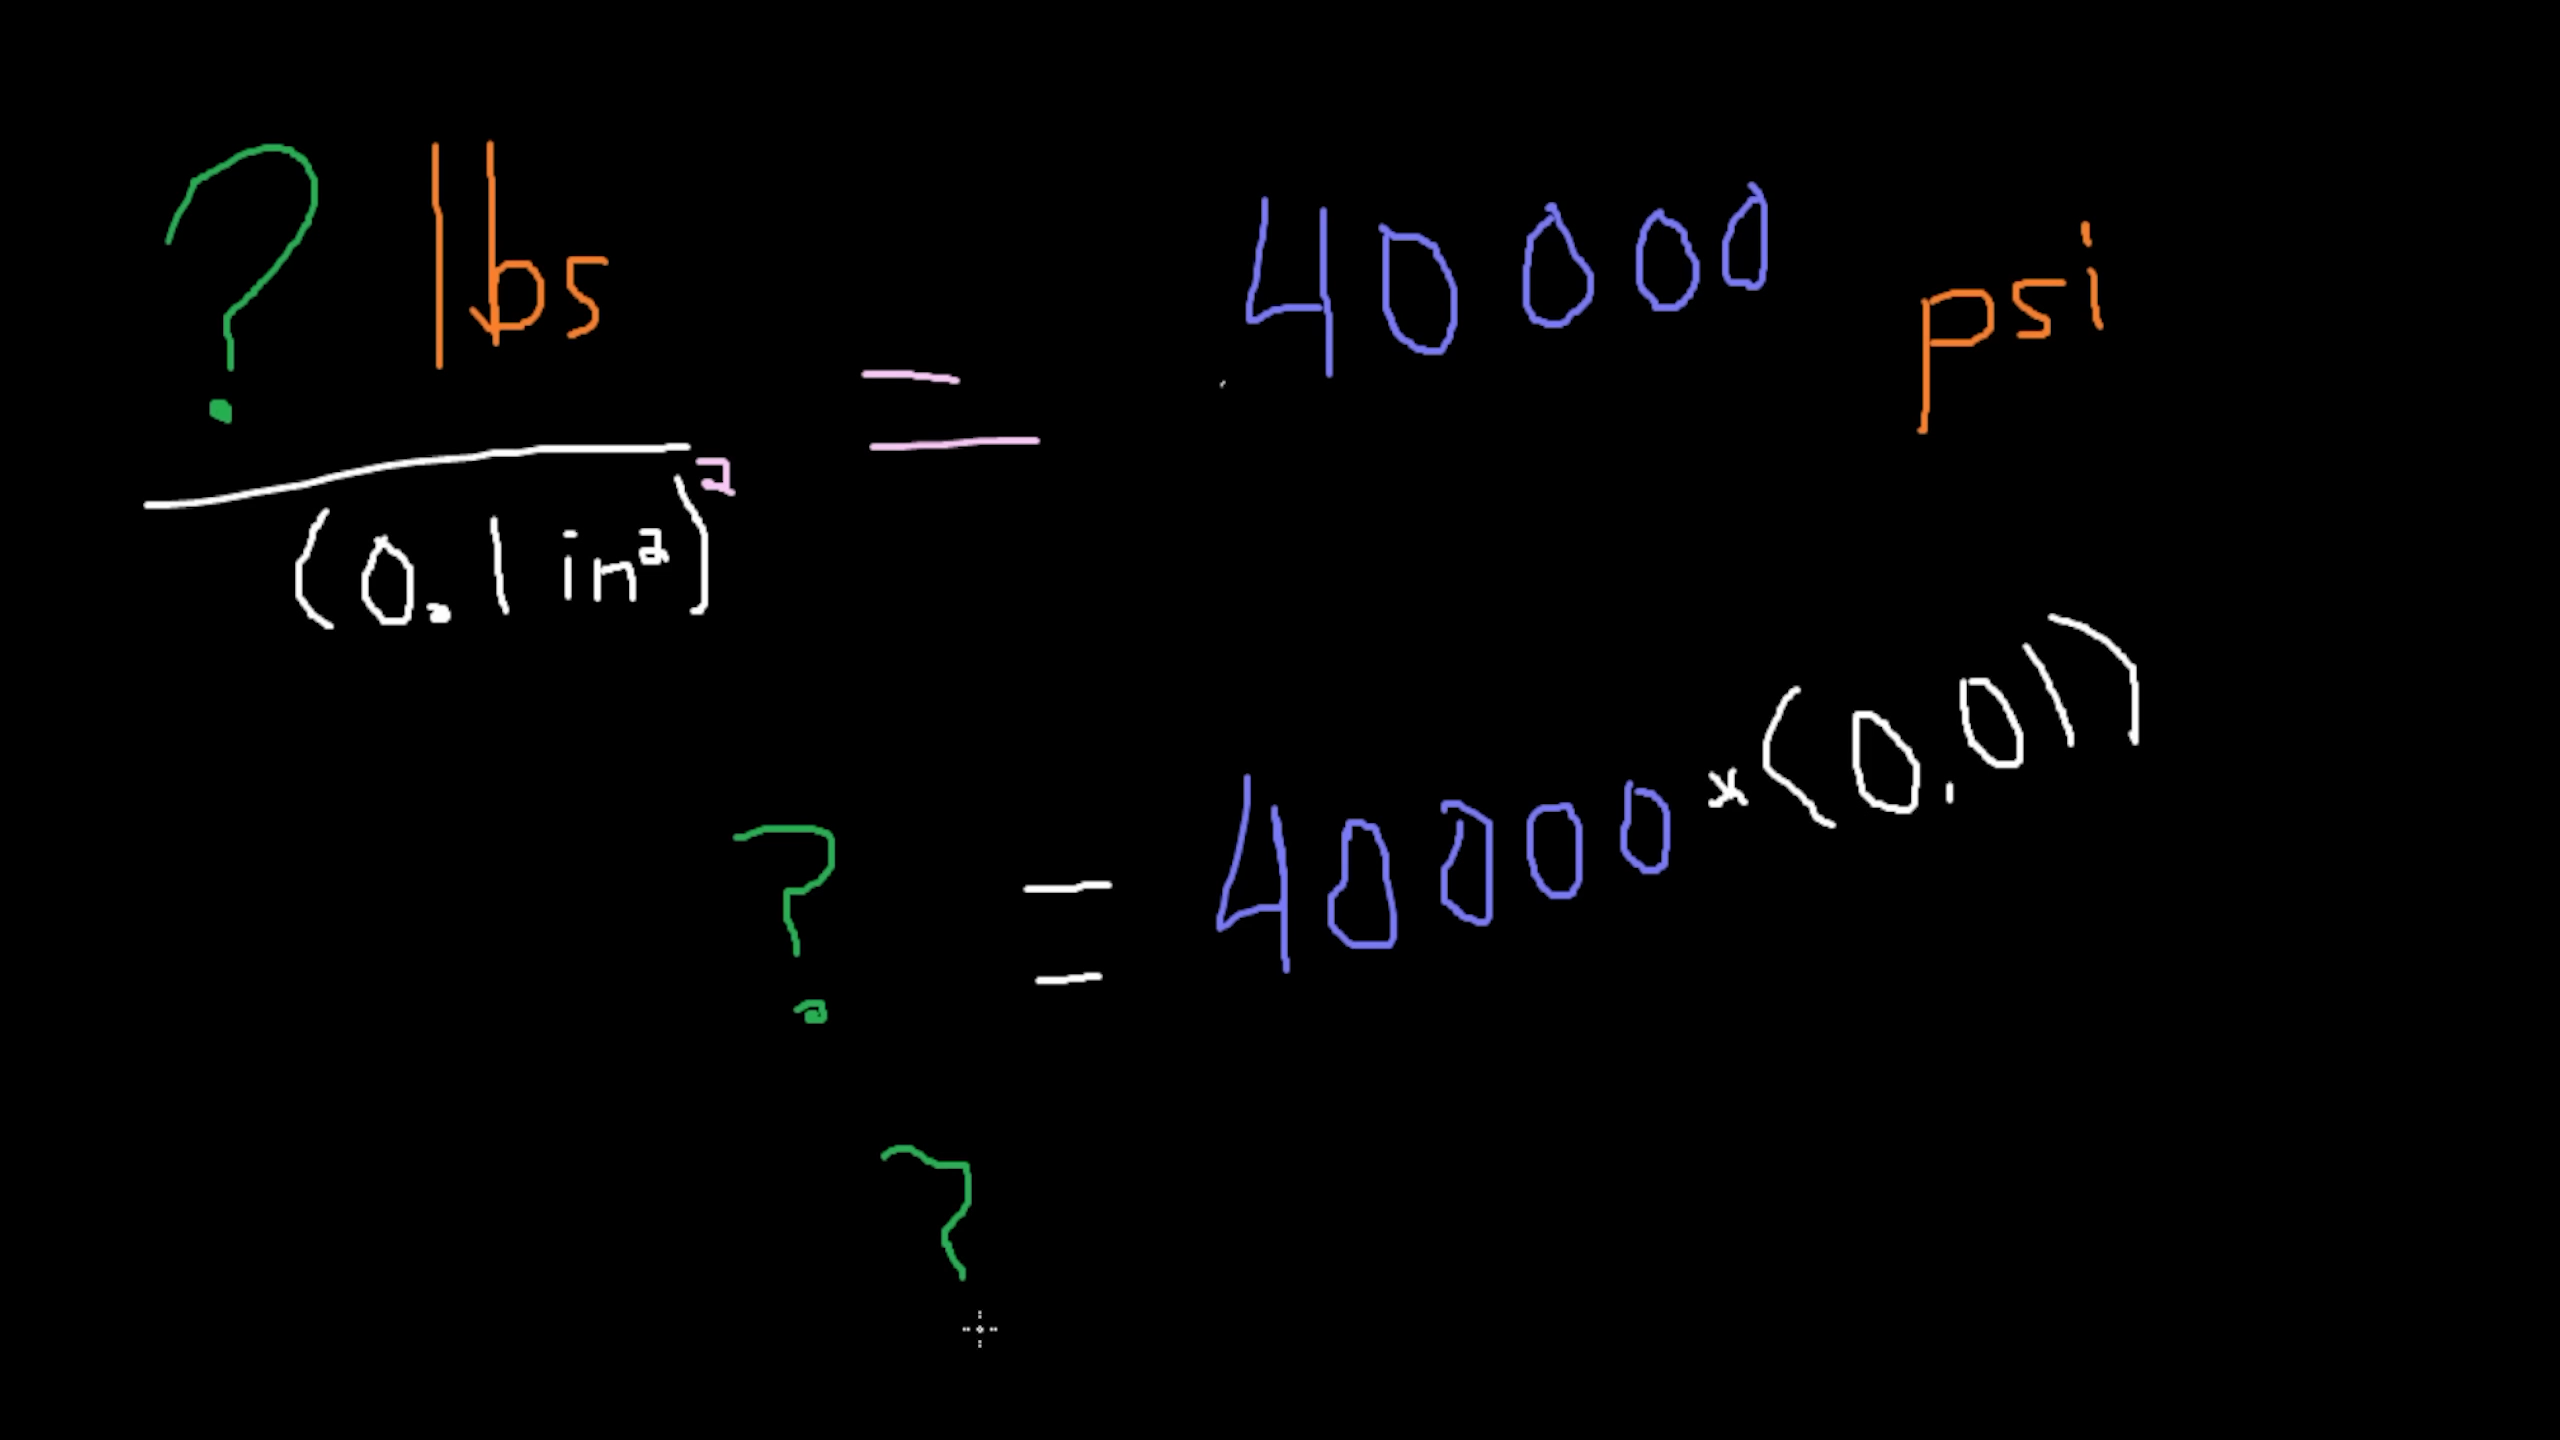 ? lbs = 40000 psi
(0.1 in²)²
? = 40000 * (0.01)
?